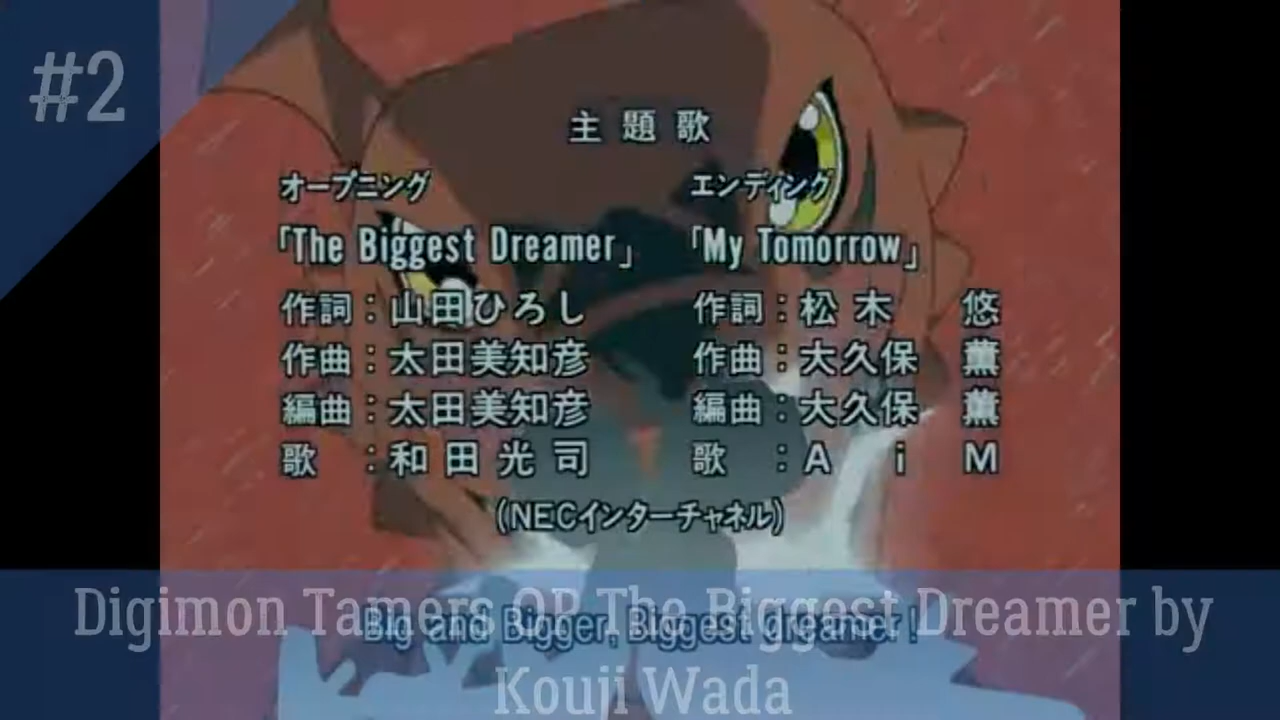 #2
主題歌
オープニング
エンディング
「The Biggest Dreamer」
「My Tomorrow」
作詞:山田ひろし
作詞:松木 悠
作曲:太田美知彦
作曲:大久保 薫
編曲:太田美知彦
編曲:大久保 薫
歌 :和田光司
歌 :AiM
(NECインターチャネル)
Big and Bigger, Biggest dreamer!
Digimon Tamers OP The Biggest Dreamer by
Kouji Wada